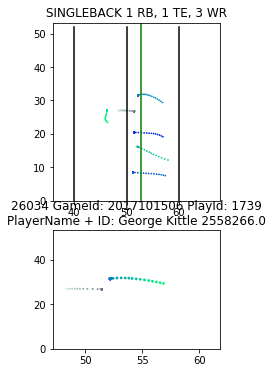 SINGLEBACK 1 RB, 1 TE, 3 WR
50
40
30
20
10
0
40 50 60
26034 GameId: 2017101506 PlayId: 1739
PlayerName + ID: George Kittle 2558266.0
40
20
0
50 55 60